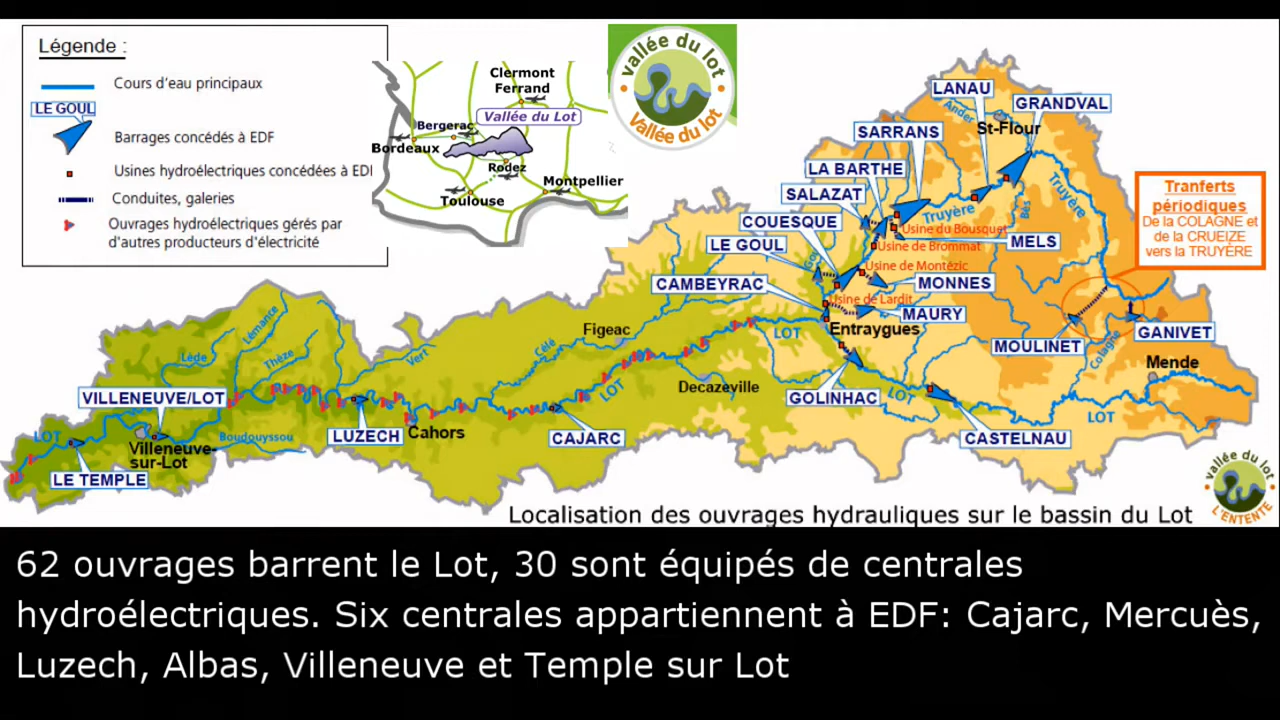 Légende :
Cours d'eau principaux
LE GOUL
Barrages concédés à EDF
Usines hydroélectriques concédées à EDI
Conduites, galeries
Ouvrages hydroélectriques gérés par
d'autres producteurs d'électricité
Clermont
Ferrand
Vallée du Lot
Bergerac
Bordeaux
Rodez
Montpellier
Toulouse
vallée du lot
Vallée du lot
LANAU
GRANDVAL
Ander
St-Flour
SARRANS
LA BARTHE
SALAZAT
Truyère
Truyère
Bès
COUESQUE
Usine du Bousquet
LE GOUL
Usine de Brommat
MELS
Goul
Usine de Montézic
CAMBEYRAC
MONNES
Usine de Lardit
MAURY
Entraygues
Tranferts
périodiques
De la COLAGNE et
de la CRUEIZE
vers la TRUYÈRE
MOULINET
Colagne
GANIVET
Mende
Lémance
Figeac
LOT
Lède
Thèze
Vert
Célé
LOT
Decazeville
GOLINHAC
LOT
LOT
VILLENEUVE/LOT
LOT
Boudouyssou
Villeneuve-
sur-Lot
LUZECH
Cahors
CAJARC
CASTELNAU
LE TEMPLE
vallée du lot
L'ENTENTE
Localisation des ouvrages hydrauliques sur le bassin du Lot
62 ouvrages barrent le Lot, 30 sont équipés de centrales
hydroélectriques. Six centrales appartiennent à EDF: Cajarc, Mercuès,
Luzech, Albas, Villeneuve et Temple sur Lot